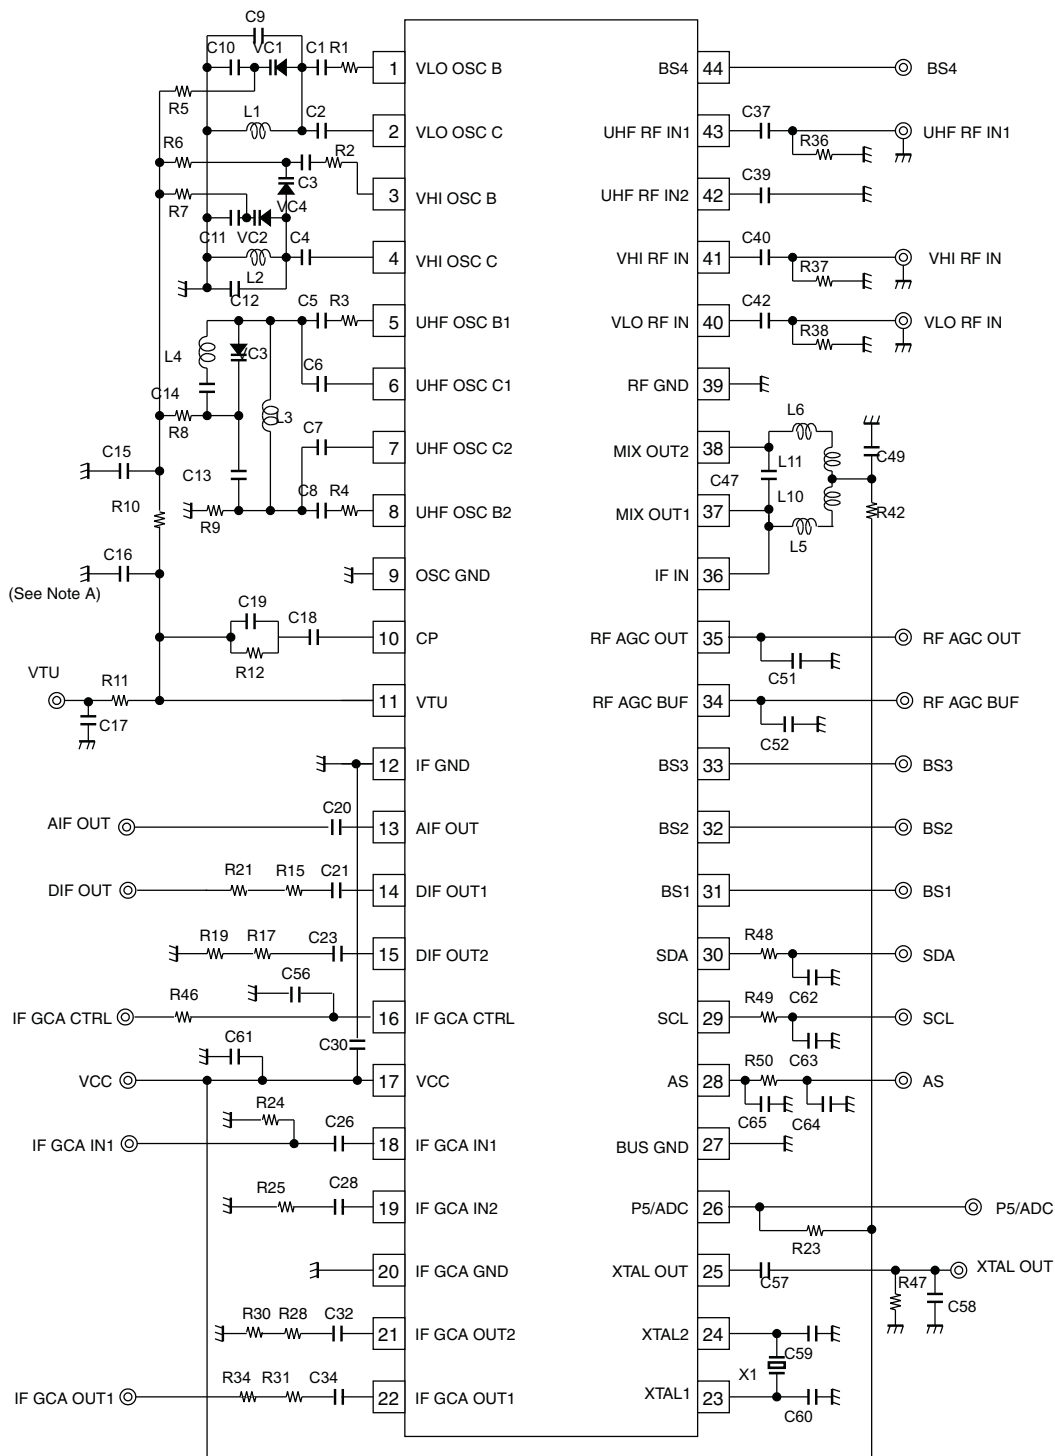 C9
C10 VC1 C1 R1
1 VLO OSC B
BS4 44 BS4
R5
L1 C2
2 VLO OSC C
C37
UHF RF IN1 43 UHF RF IN1
R36
R6 R2
C3
3 VHI OSC B
C39
UHF RF IN2 42
R7 VC4
C11 VC2 C4
4 VHI OSC C
C40
VHI RF IN 41 VHI RF IN
R37
L2
C12 C5 R3
5 UHF OSC B1
C42
VLO RF IN 40 VLO RF IN
R38
L4 VC3
C6
6 UHF OSC C1
RF GND 39
C14
R8 L3
C7
7 UHF OSC C2
L6
MIX OUT2 38
C49
L11
C15
C13
C47
L10
R10
R9 C8 R4
8 UHF OSC B2
MIX OUT1 37
R42
L5
C16
(See Note A)
9 OSC GND
IF IN 36
C19 C18
R12
10 CP
RF AGC OUT 35 RF AGC OUT
C51
VTU R11
C17
11 VTU
RF AGC BUF 34 RF AGC BUF
C52
12 IF GND
BS3 33 BS3
AIF OUT C20
13 AIF OUT
BS2 32 BS2
DIF OUT R21 R15 C21
14 DIF OUT1
BS1 31 BS1
R19 R17 C23
15 DIF OUT2
SDA 30 R48 SDA
C62
C56
IF GCA CTRL R46
16 IF GCA CTRL
SCL 29 R49 SCL
C63
C61 C30
VCC
17 VCC
AS 28 R50 AS
C65 C64
R24 C26
IF GCA IN1
18 IF GCA IN1
BUS GND 27
R25 C28
19 IF GCA IN2
P5/ADC 26 P5/ADC
R23
20 IF GCA GND
XTAL OUT 25 XTAL OUT
C57 R47 C58
R30 R28 C32
21 IF GCA OUT2
XTAL2 24
C59
X1
IF GCA OUT1 R34 R31 C34
22 IF GCA OUT1
XTAL1 23
C60